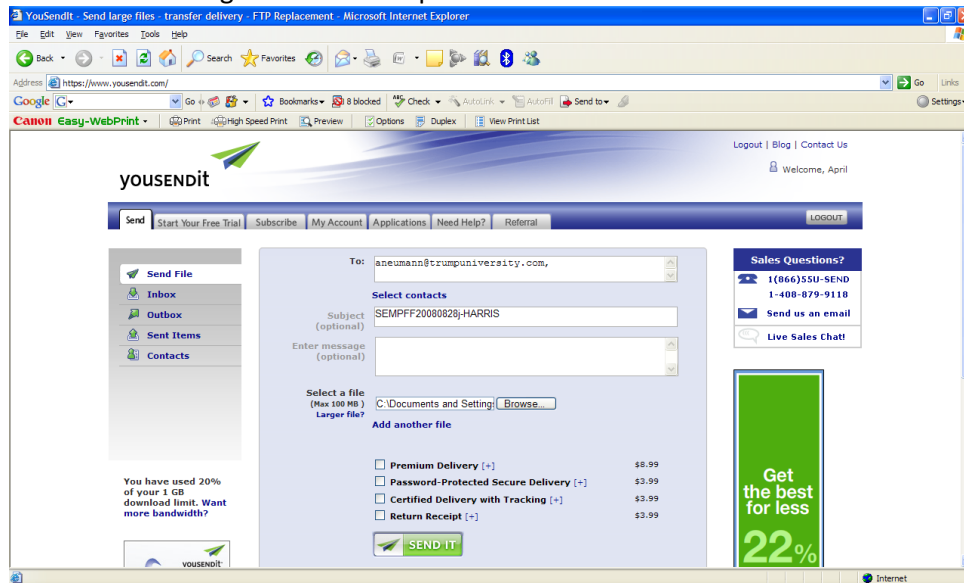 YouSendIt - Send large files - transfer delivery - FTP Replacement - Microsoft Internet Explorer
File Edit View Favorites Tools Help
Back Search Favorites
Address https://www.yousendit.com/ Go Links
Google G Go Bookmarks 8 blocked ABC Check AutoLink AutoFill Send to Settings
Canon Easy-WebPrint Print High Speed Print Preview Options Duplex View Print List
Logout | Blog | Contact Us
Welcome, April
YOUSENDIT
Send Start Your Free Trial Subscribe My Account Applications Need Help? Referral LOGOUT
Send File
Inbox
Outbox
Sent Items
Contacts
You have used 20%
of your 1 GB
download limit. Want
more bandwidth?
YOUSENDIT
To: aneumann@trumpuniversity.com,
Select contacts
Subject
(optional)
SEMPFF20080828j-HARRIS
Enter message
(optional)
Select a file
(Max 100 MB )
Larger file?
C:\Documents and Setting Browse...
Add another file
Premium Delivery [+] $8.99
Password-Protected Secure Delivery [+] $3.99
Certified Delivery with Tracking [+] $3.99
Return Receipt [+] $3.99
SEND IT
Sales Questions?
1(866)55U-SEND
1-408-879-9118
Send us an email
Live Sales Chat!
Get
the best
for less
22%
Internet